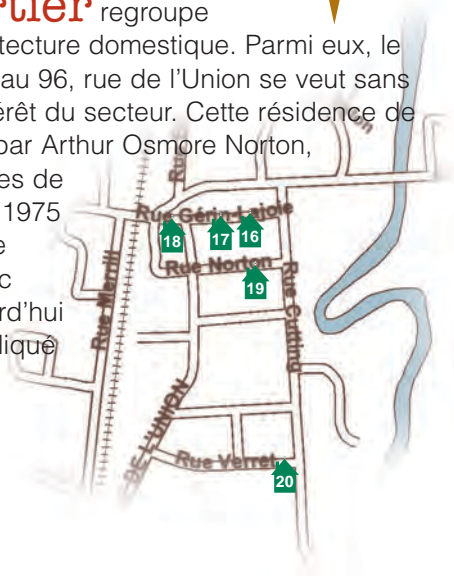 regroupe
tecture domestique. Parmi eux, le
au 96, rue de l’Union se veut sans
érêt du secteur. Cette résidence de
par Arthur Osmore Norton,
es de
1975
e
c
rd’hui
liqué
Rue
Rue Gérin-Lajoie
18
17
16
Rue Norton
19
Rue Merrill
Rue Cutting
DE L'UNION
Rue Verret
20